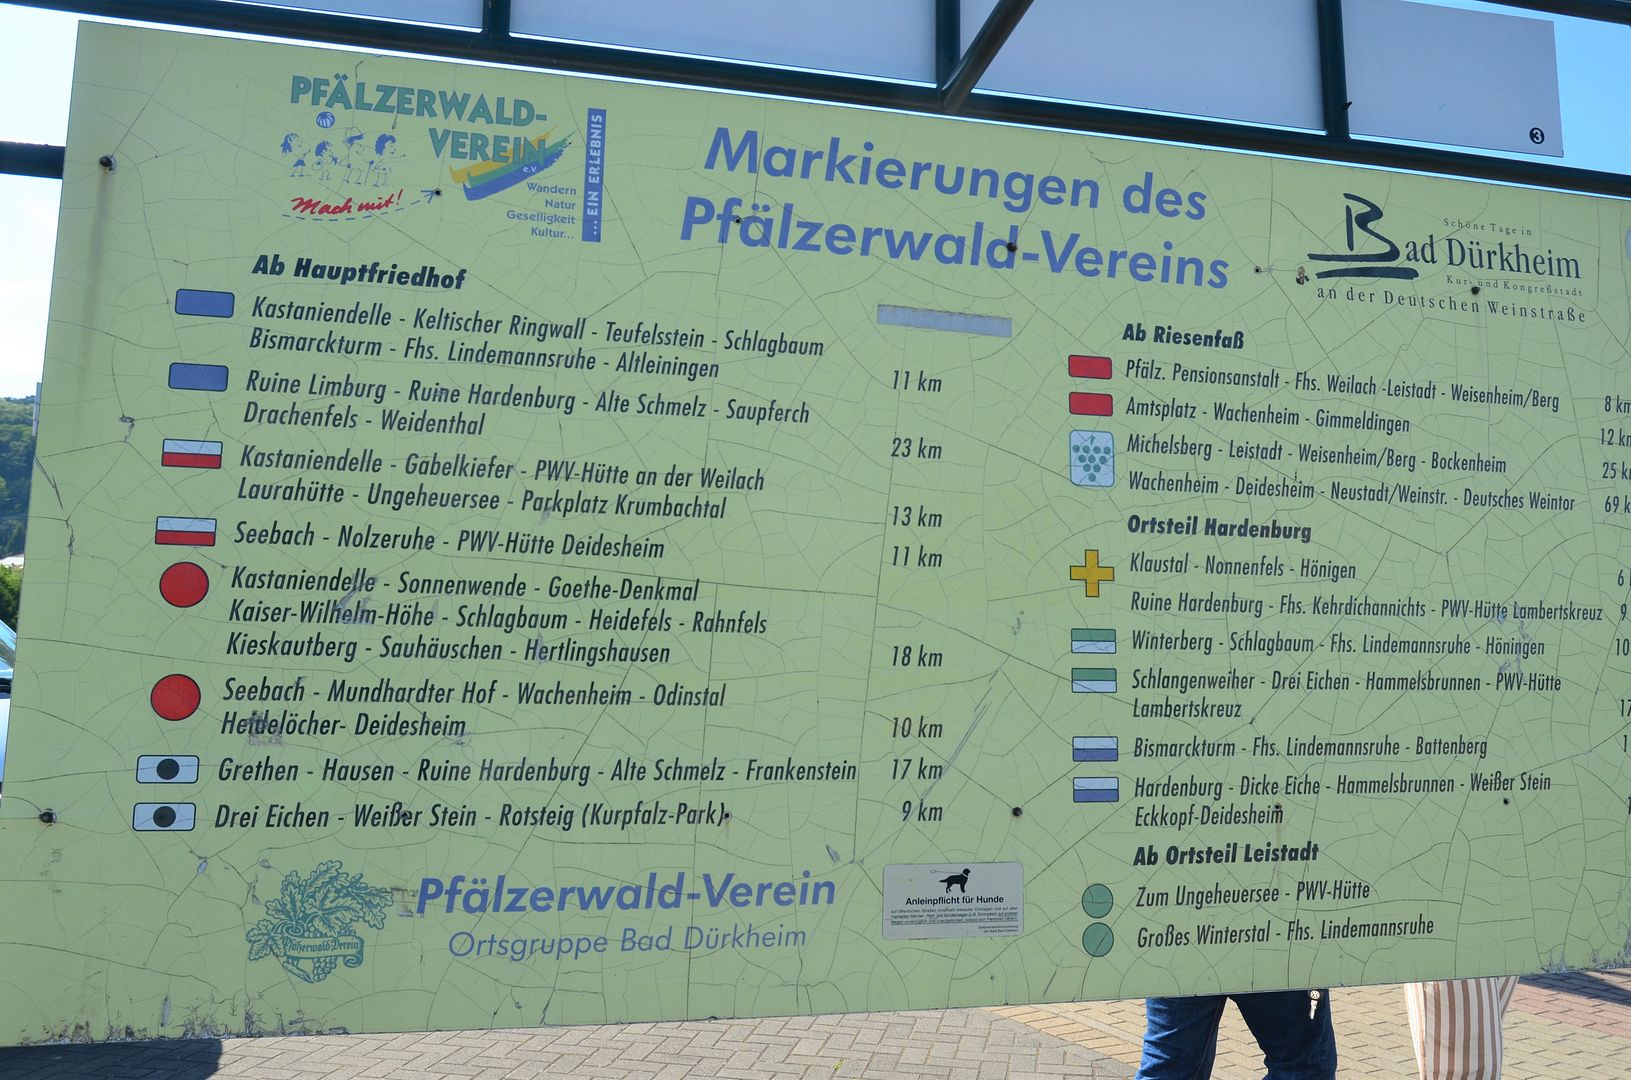 3
PFÄLZERWALD-
VEREIN
e.V.
Mach mit!
Wandern
Natur
Geselligkeit
Kultur...
... EIN ERLEBNIS
Markierungen des
Pfälzerwald-Vereins
Schöne Tage in
Bad Dürkheim
Kur- und Kongreßstadt
an der Deutschen Weinstraße
Ab Hauptfriedhof
Kastaniendelle - Keltischer Ringwall - Teufelsstein - Schlagbaum
Bismarckturm - Fhs. Lindemannsruhe - Altleiningen 11 km
Ruine Limburg - Ruine Hardenburg - Alte Schmelz - Saupferch
Drachenfels - Weidenthal 23 km
Kastaniendelle - Gabelkiefer - PWV-Hütte an der Weilach
Laurahütte - Ungeheuersee - Parkplatz Krumbachtal 13 km
Seebach - Nolzeruhe - PWV-Hütte Deidesheim 11 km
Kastaniendelle - Sonnenwende - Goethe-Denkmal
Kaiser-Wilhelm-Höhe - Schlagbaum - Heidefels - Rahnfels
Kieskautberg - Sauhäuschen - Hertlingshausen 18 km
Seebach - Mundhardter Hof - Wachenheim - Odinstal
Heidelöcher- Deidesheim 10 km
Grethen - Hausen - Ruine Hardenburg - Alte Schmelz - Frankenstein 17 km
Drei Eichen - Weißer Stein - Rotsteig (Kurpfalz-Park) 9 km
Ab Riesenfaß
Pfälz. Pensionsanstalt - Fhs. Weilach -Leistadt - Weisenheim/Berg 8 km
Amtsplatz - Wachenheim - Gimmeldingen 12 km
Michelsberg - Leistadt - Weisenheim/Berg - Bockenheim 25 k
Wachenheim - Deidesheim - Neustadt/Weinstr. - Deutsches Weintor 69 k
Ortsteil Hardenburg
Klaustal - Nonnenfels - Hönigen 6
Ruine Hardenburg - Fhs. Kehrdichannichts - PWV-Hütte Lambertskreuz 9
Winterberg - Schlagbaum - Fhs. Lindemannsruhe - Höningen 10
Schlangenweiher - Drei Eichen - Hammelsbrunnen - PWV-Hütte
Lambertskreuz 17
Bismarckturm - Fhs. Lindemannsruhe - Battenberg 1
Hardenburg - Dicke Eiche - Hammelsbrunnen - Weißer Stein
Eckkopf-Deidesheim 1
Ab Ortsteil Leistadt
Zum Ungeheuersee - PWV-Hütte
Großes Winterstal - Fhs. Lindemannsruhe
Pfälzerwald-Verein
Pfälzerwald-Verein
Ortsgruppe Bad Dürkheim
Anleinpflicht für Hunde